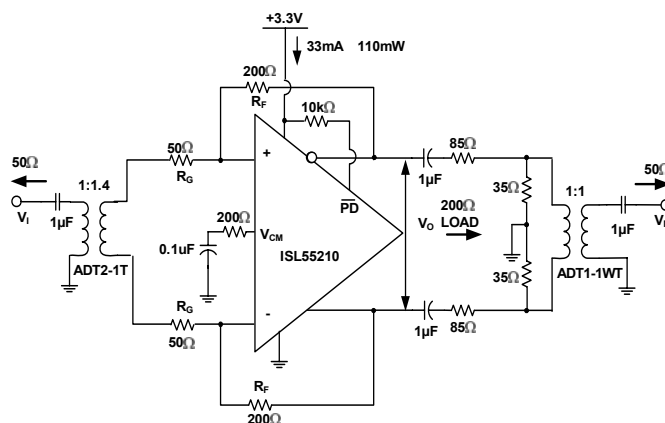 +3.3V
33mA 110mW
200Ω
RF
10kΩ
50Ω
85Ω
50Ω
1:1.4
RG
+
1µF
1:1
35Ω
PD
VI
1µF
200Ω
VCM
VO
200Ω
LOAD
1µF
0.1uF
ISL55210
ADT2-1T
35Ω
ADT1-1WT
RG
-
50Ω
1µF
85Ω
RF
200Ω